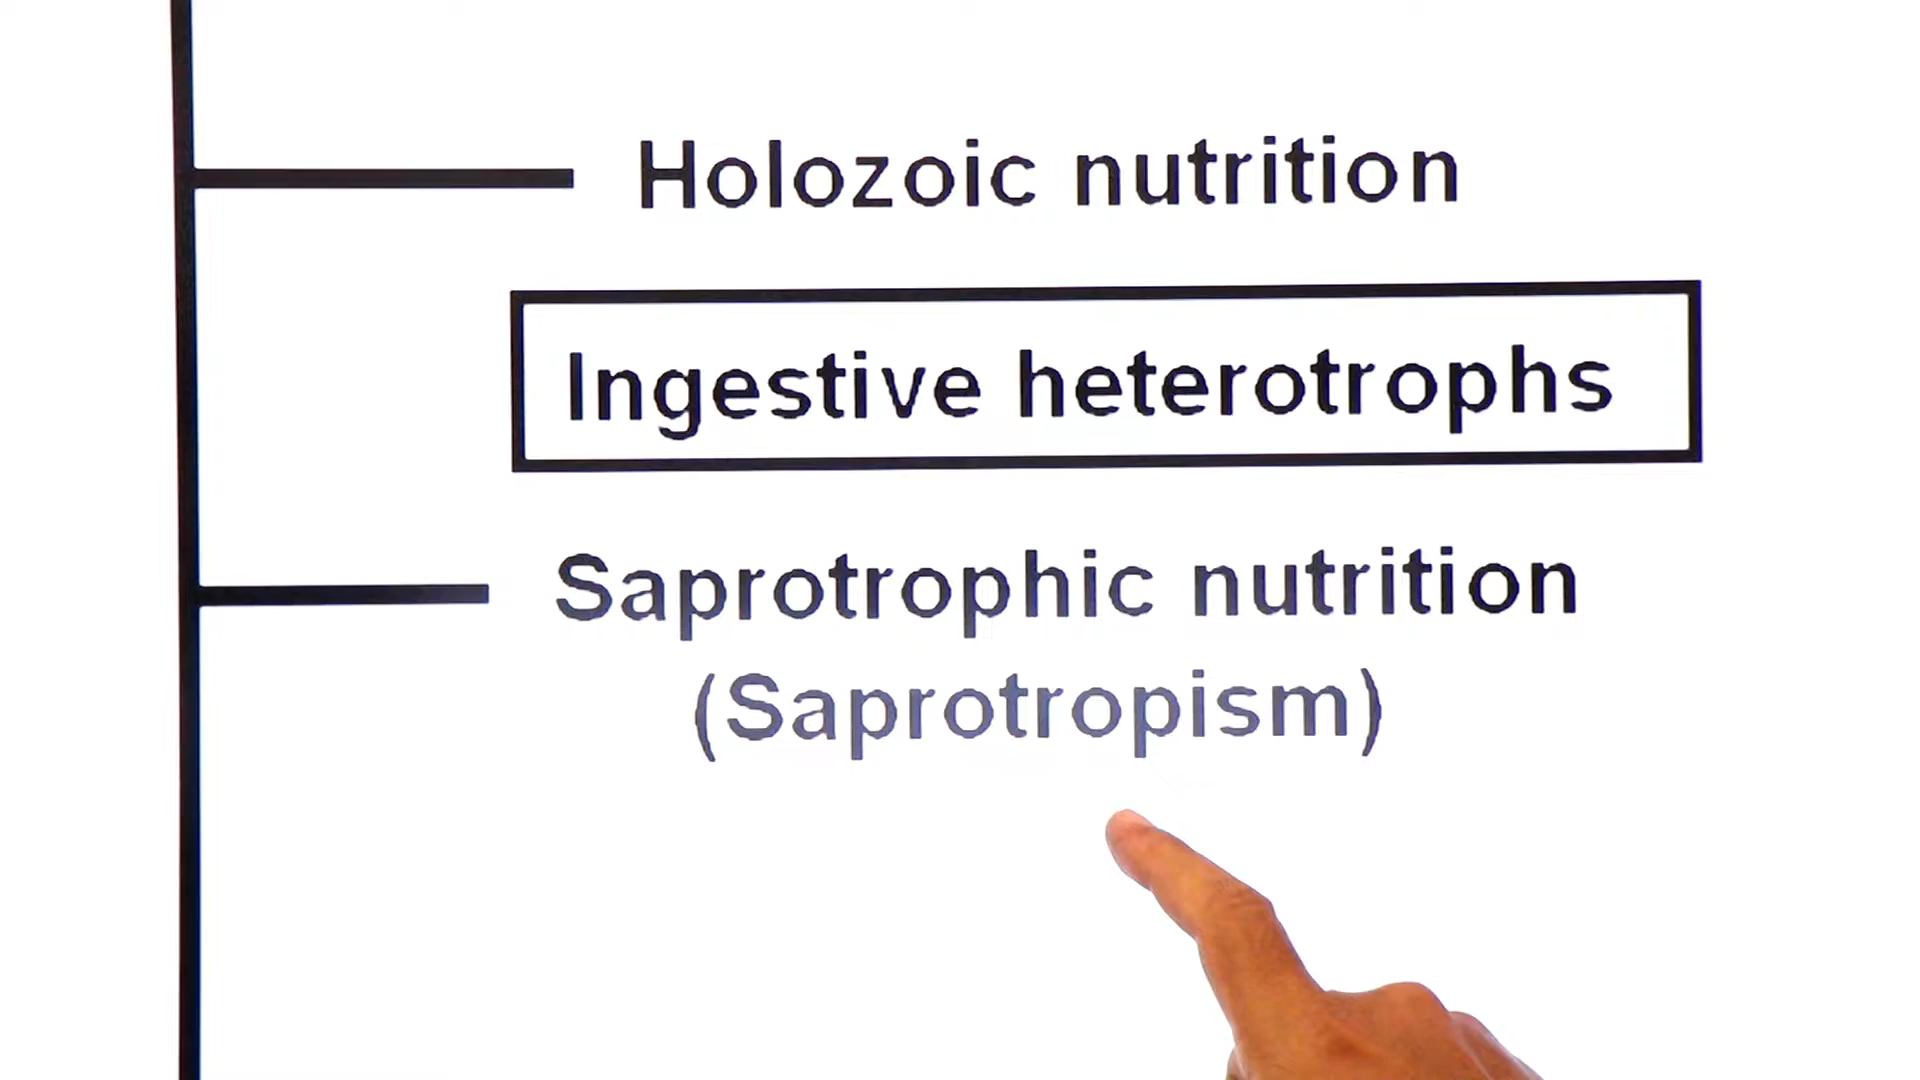 Holozoic nutrition
Ingestive heterotrophs
Saprotrophic nutrition
(Saprotropism)